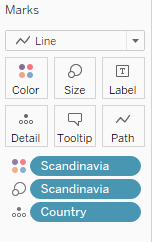 Marks
Line
Color Size Label
Detail Tooltip Path
Scandinavia
Scandinavia
Country